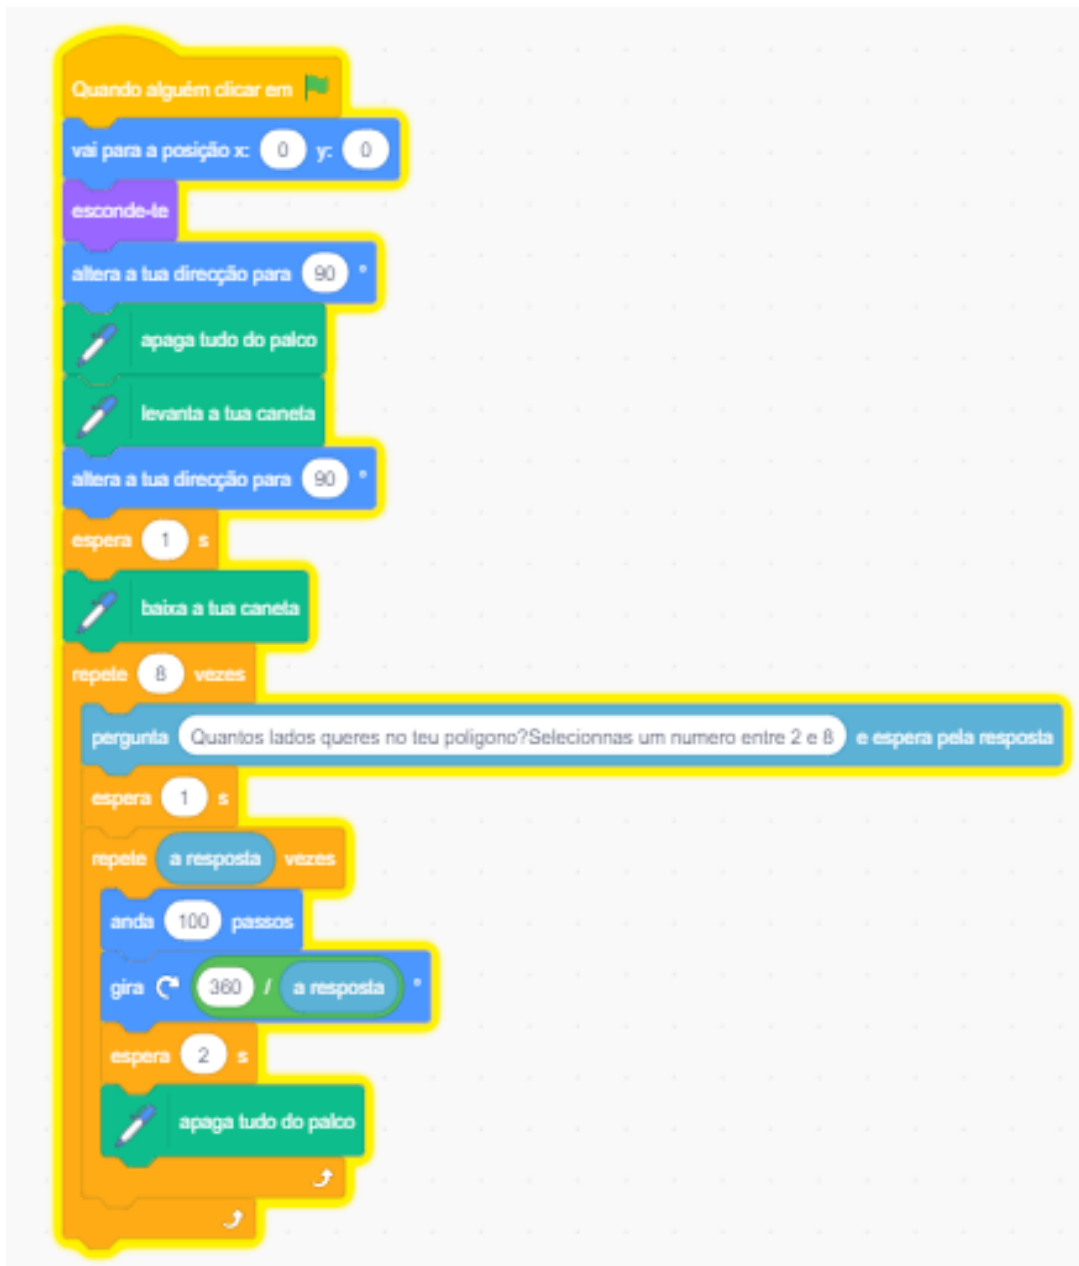 Quando alguém clicar em
vai para a posição x: 0 y: 0
esconde-te
altera a tua direcção para 90 °
apaga tudo do palco
levanta a tua caneta
altera a tua direcção para 90 °
espera 1 s
baixa a tua caneta
repete 8 vezes
pergunta Quantos lados queres no teu poligono?Selecionnas um numero entre 2 e 8 e espera pela resposta
espera 1 s
repete a resposta vezes
anda 100 passos
gira 360 / a resposta °
espera 2 s
apaga tudo do palco